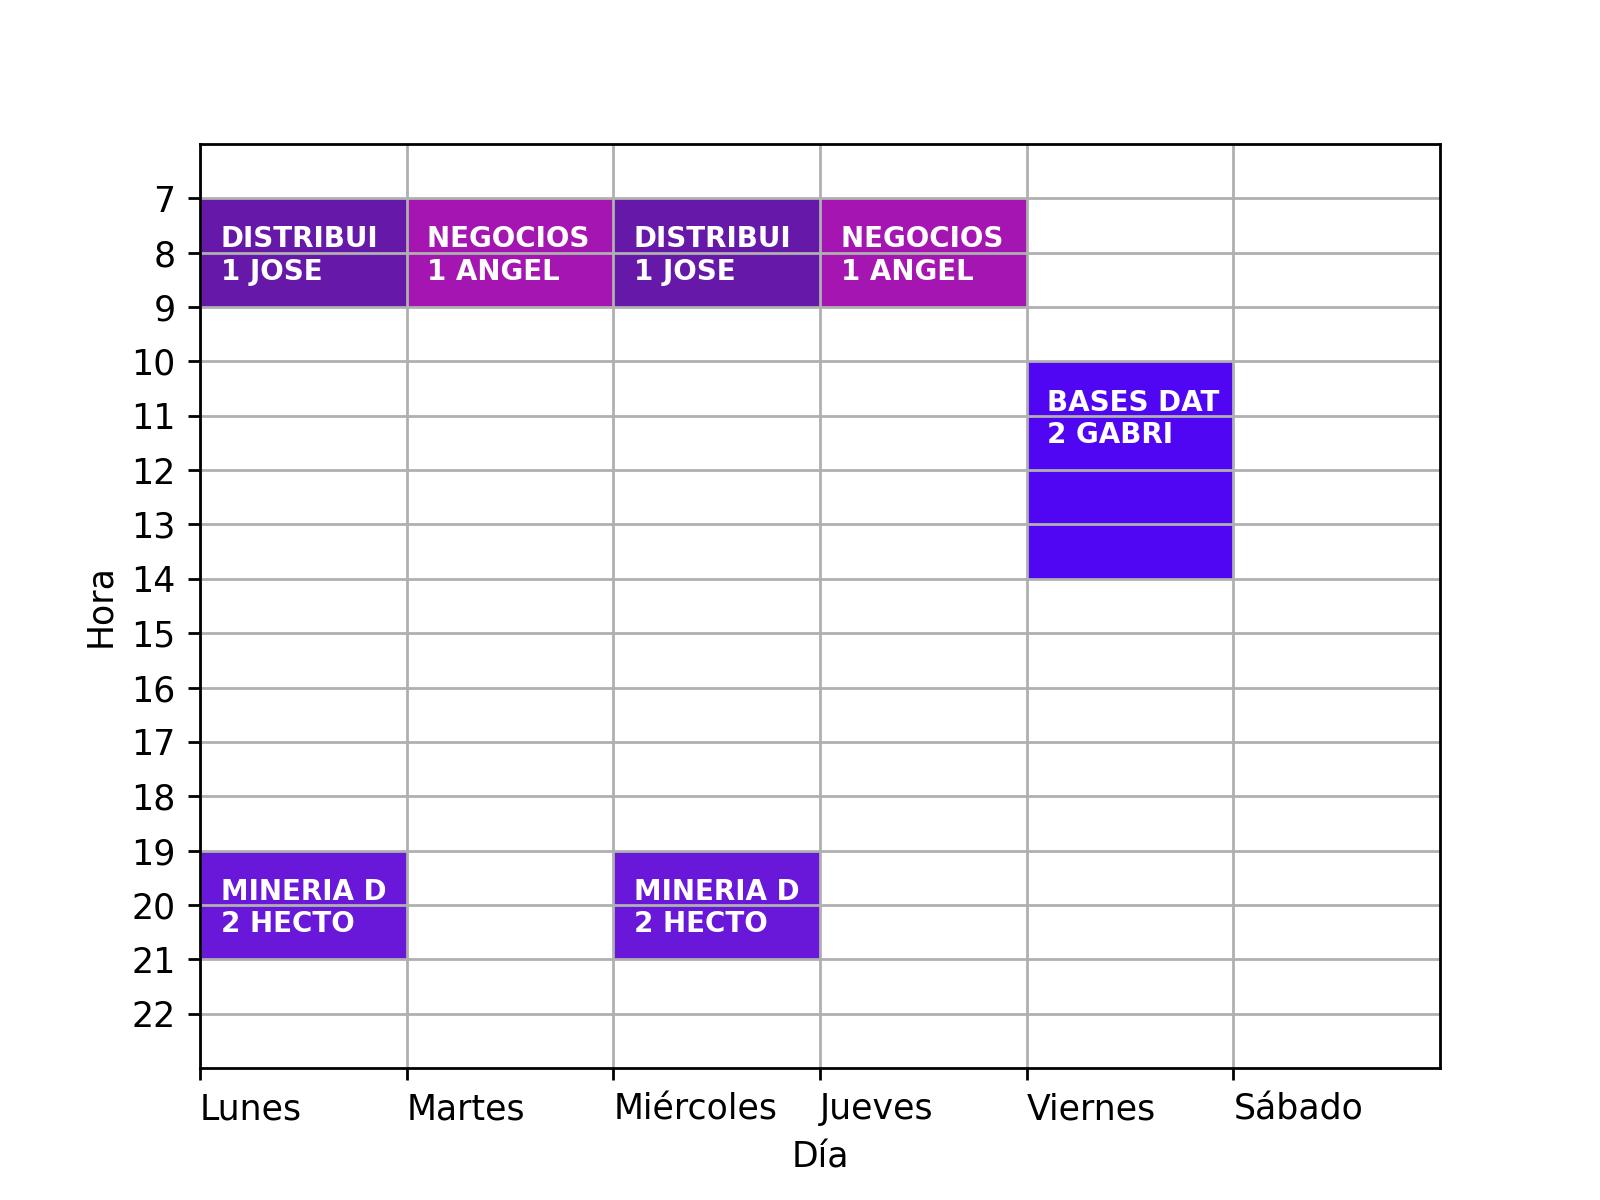 7
8
9
10
11
12
13
14
15
16
17
18
19
20
21
22
Hora
DISTRIBUI
1 JOSE
NEGOCIOS
1 ANGEL
DISTRIBUI
1 JOSE
NEGOCIOS
1 ANGEL
BASES DAT
2 GABRI
MINERIA D
2 HECTO
MINERIA D
2 HECTO
Lunes Martes Miércoles Jueves Viernes Sábado
Día